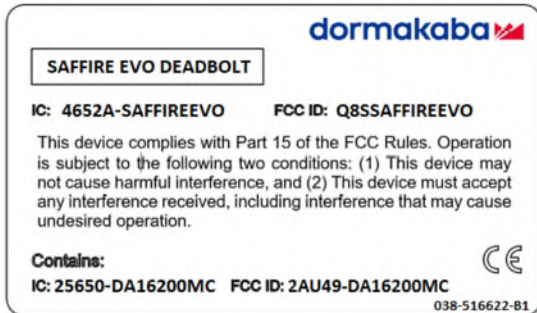 dormakaba
SAFFIRE EVO DEADBOLT
IC: 4652A-SAFFIREEVO FCC ID: Q8SSAFFIREEVO
This device complies with Part 15 of the FCC Rules. Operation
is subject to the following two conditions: (1) This device may
not cause harmful interference, and (2) This device must accept
any interference received, including interference that may cause
undesired operation.
Contains:
CE
IC: 25650-DA16200MC FCC ID: 2AU49-DA16200MC
038-516622-B1